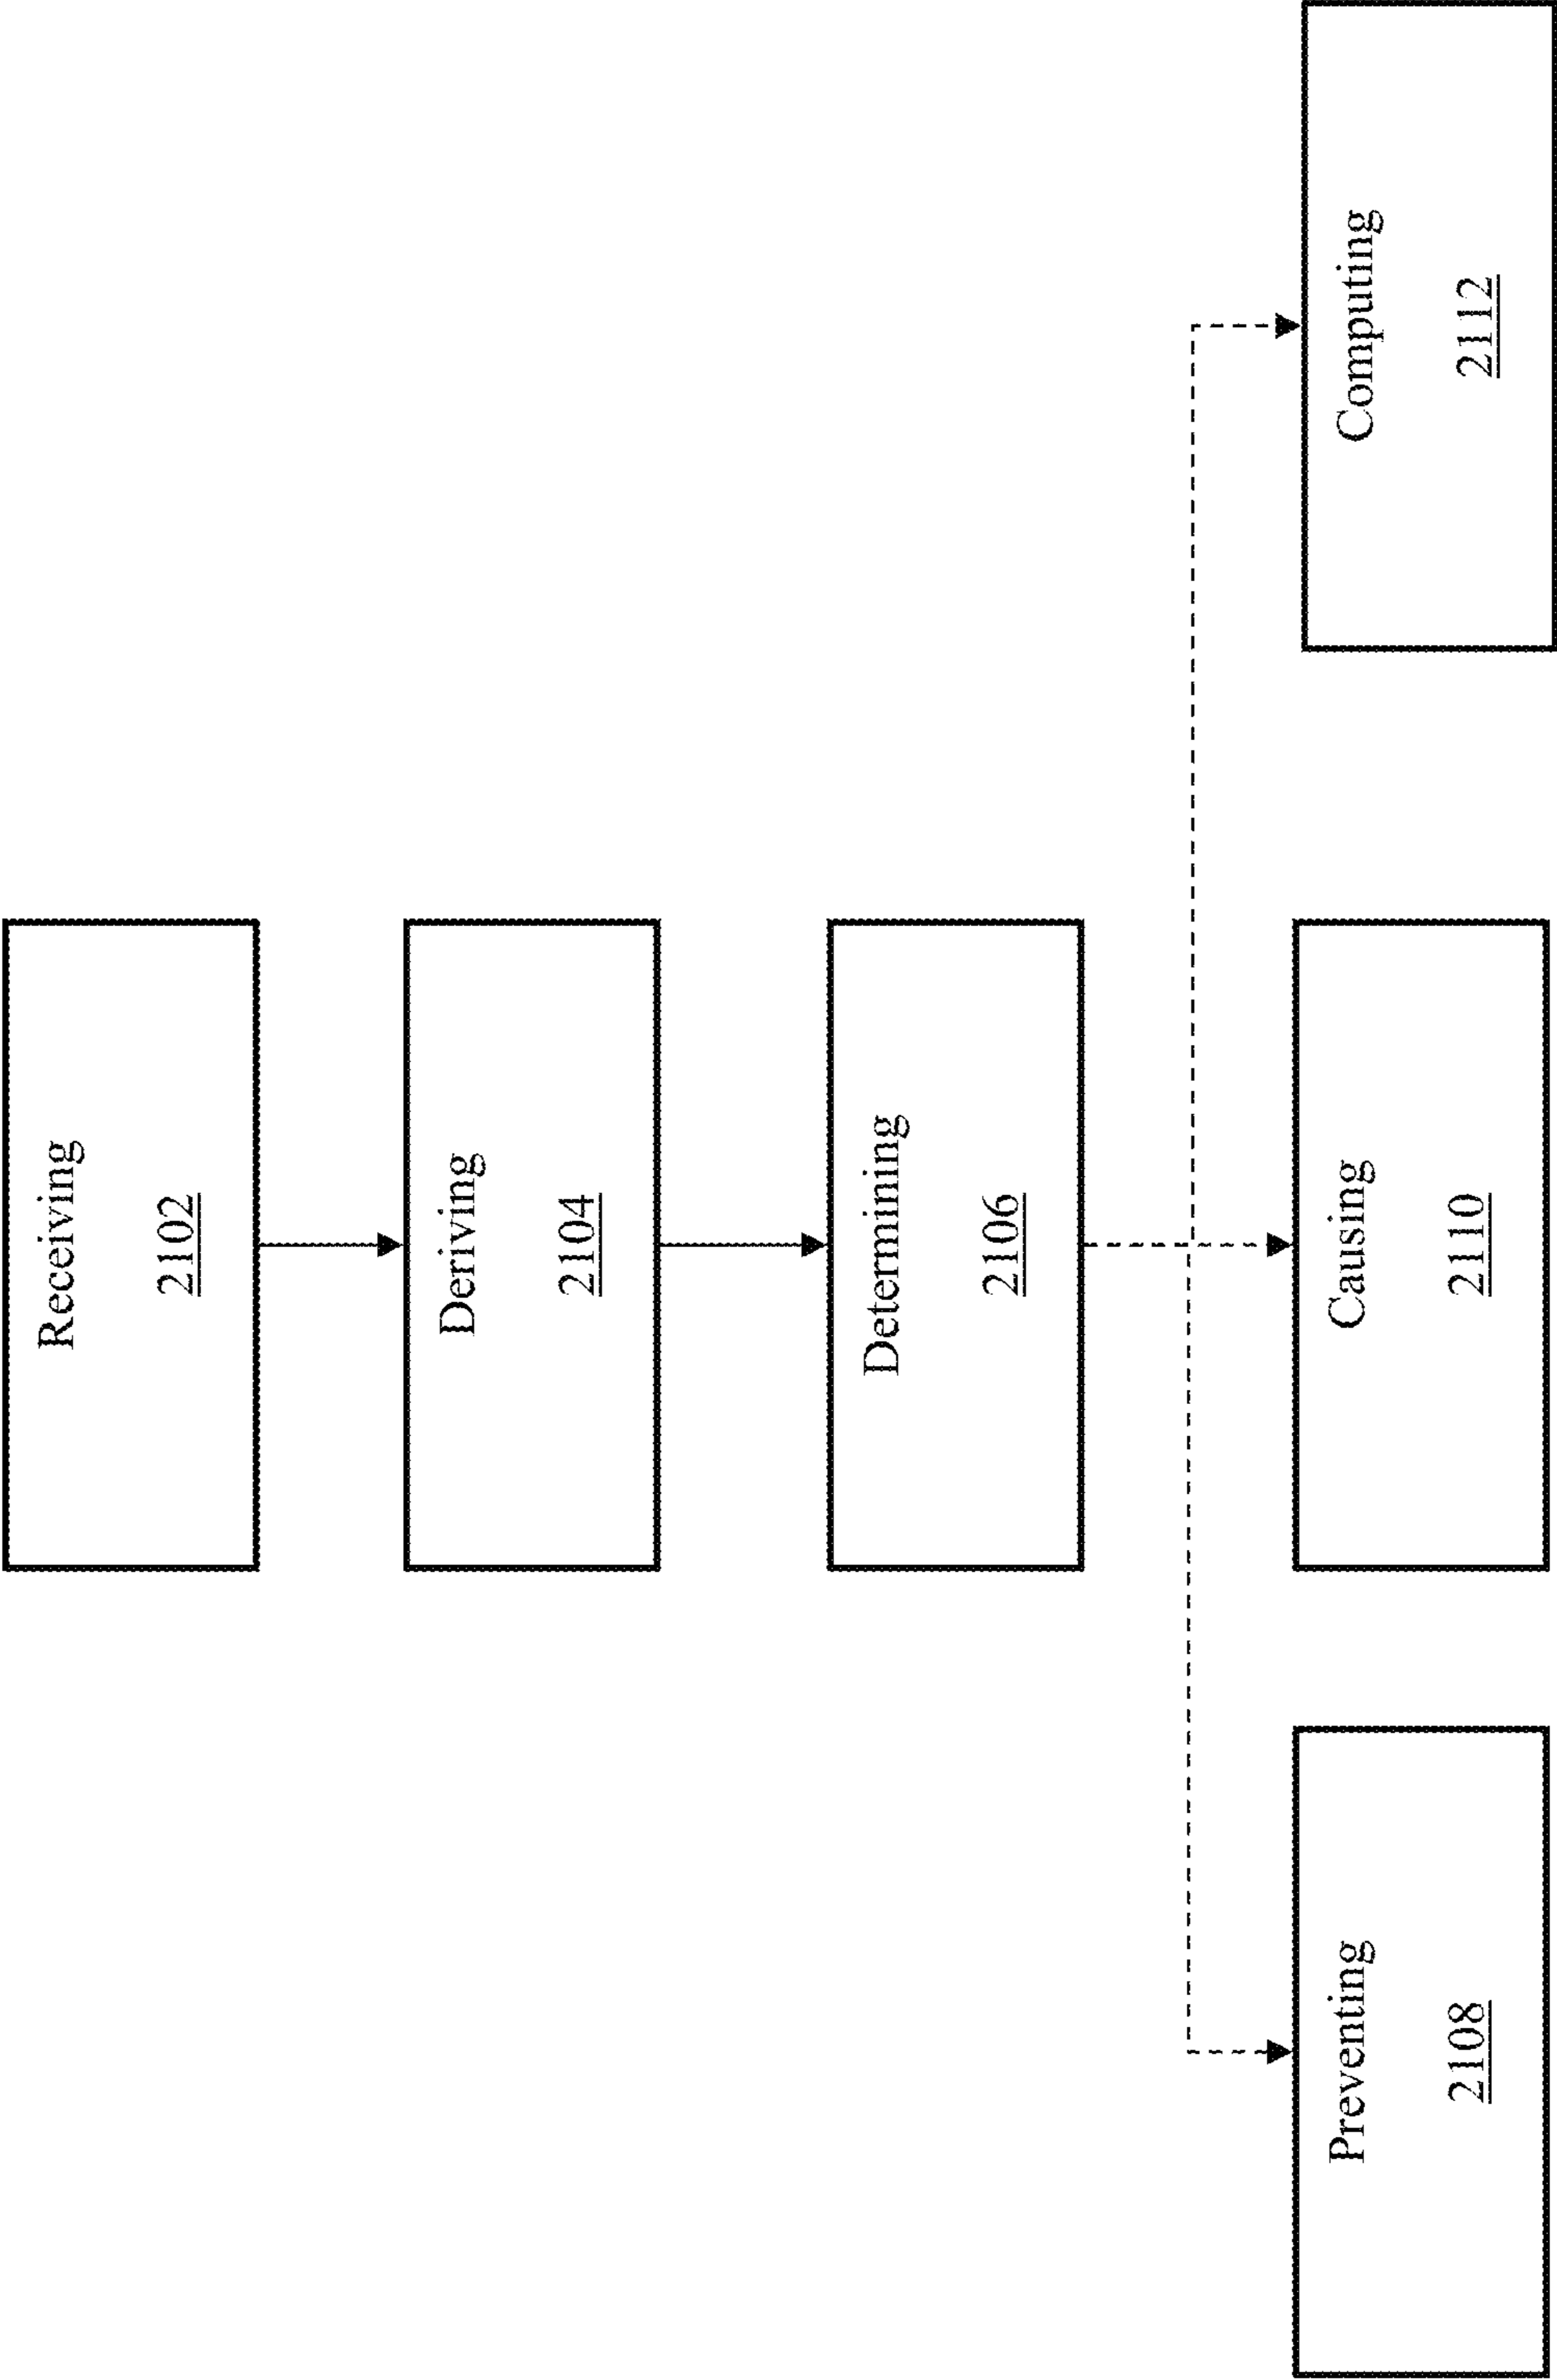 Receiving
2102
Deriving
2104
Determining
2106
Preventing
2108
Causing
2110
Computing
2112